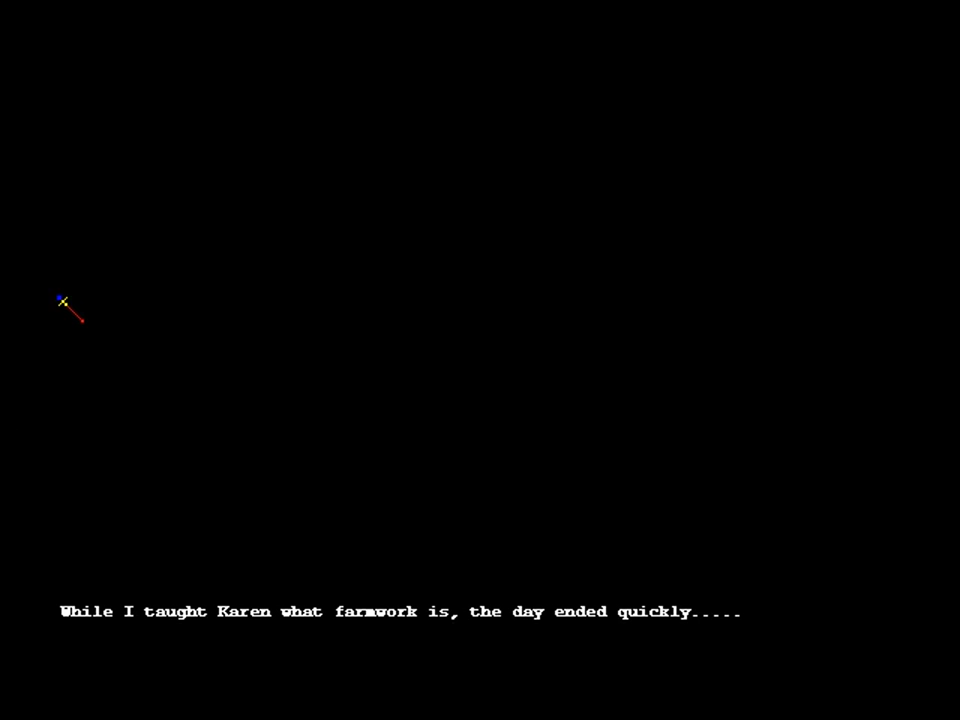 While I taught Karen what farmwork is, the day ended quickly.....